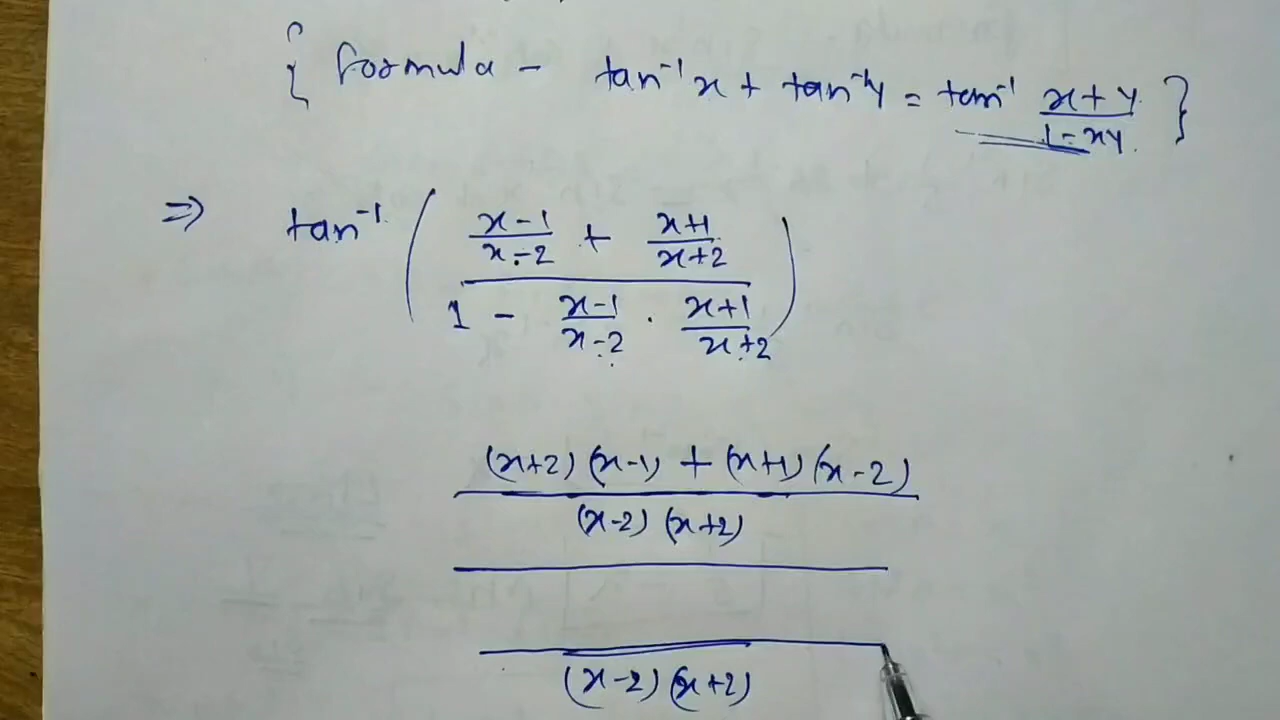 { formula - tan⁻¹x + tan⁻¹y = tan⁻¹ (x+y)/(1-xy) }
⇒ tan⁻¹ ( ( (x-1)/(x-2) + (x+1)/(x+2) ) / ( 1 - (x-1)/(x-2) · (x+1)/(x+2) ) )
(x+2) (x-1) + (x+1) (x-2)
(x-2) (x+2)
(x-2) (x+2)